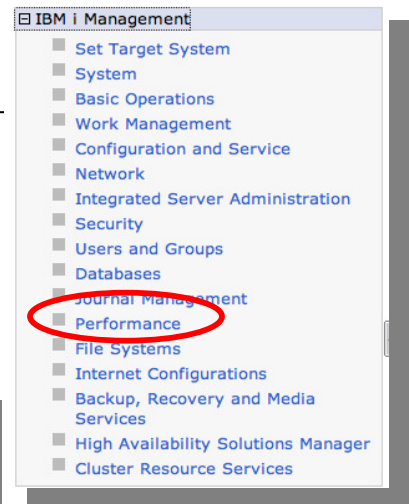 IBM i Management
Set Target System
System
Basic Operations
Work Management
Configuration and Service
Network
Integrated Server Administration
Security
Users and Groups
Databases
Journal Management
Performance
File Systems
Internet Configurations
Backup, Recovery and Media
Services
High Availability Solutions Manager
Cluster Resource Services